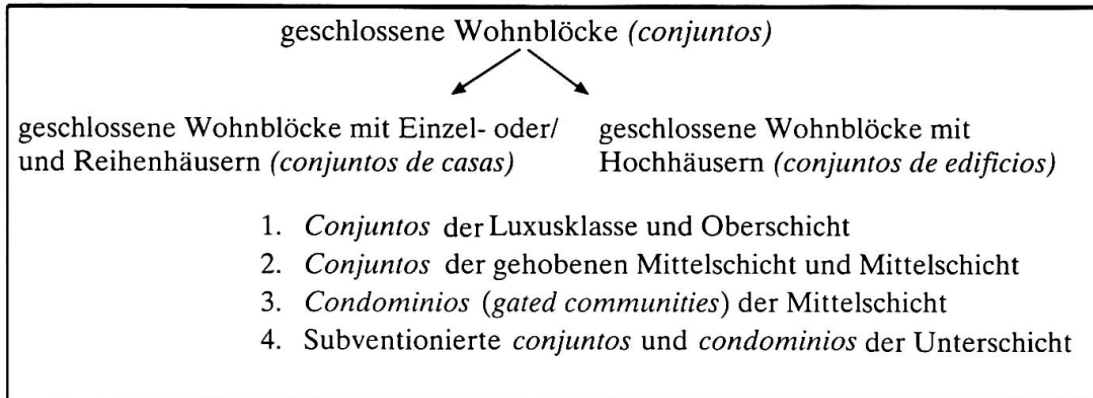 geschlossene Wohnblöcke (conjuntos)
geschlossene Wohnblöcke mit Einzel- oder/
und Reihenhäusern (conjuntos de casas)
geschlossene Wohnblöcke mit
Hochhäusern (conjuntos de edificios)
1. Conjuntos der Luxusklasse und Oberschicht
2. Conjuntos der gehobenen Mittelschicht und Mittelschicht
3. Condominios (gated communities) der Mittelschicht
4. Subventionierte conjuntos und condominios der Unterschicht